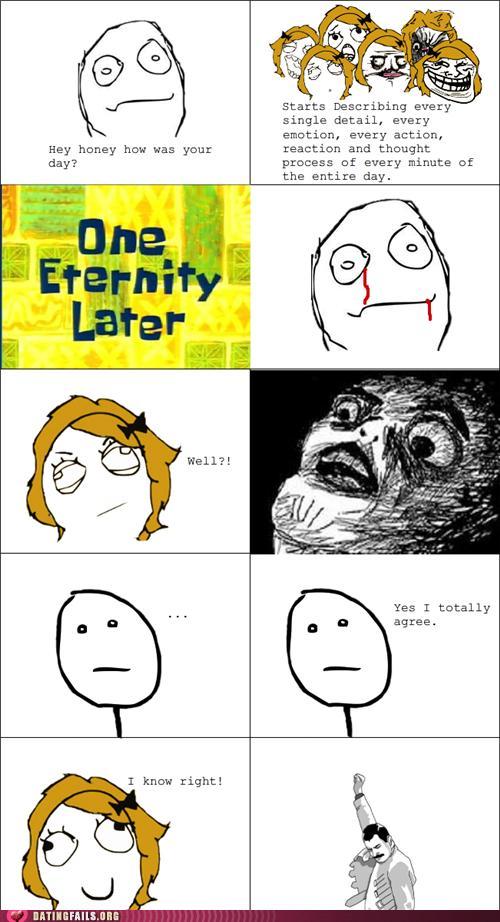 Hey honey how was your
day?
Starts Describing every
single detail, every
emotion, every action,
reaction and thought
process of every minute of
the entire day.
One
Eternity
Later
Well?!
...
Yes I totally
agree.
I know right!
DATINGFAILS.ORG